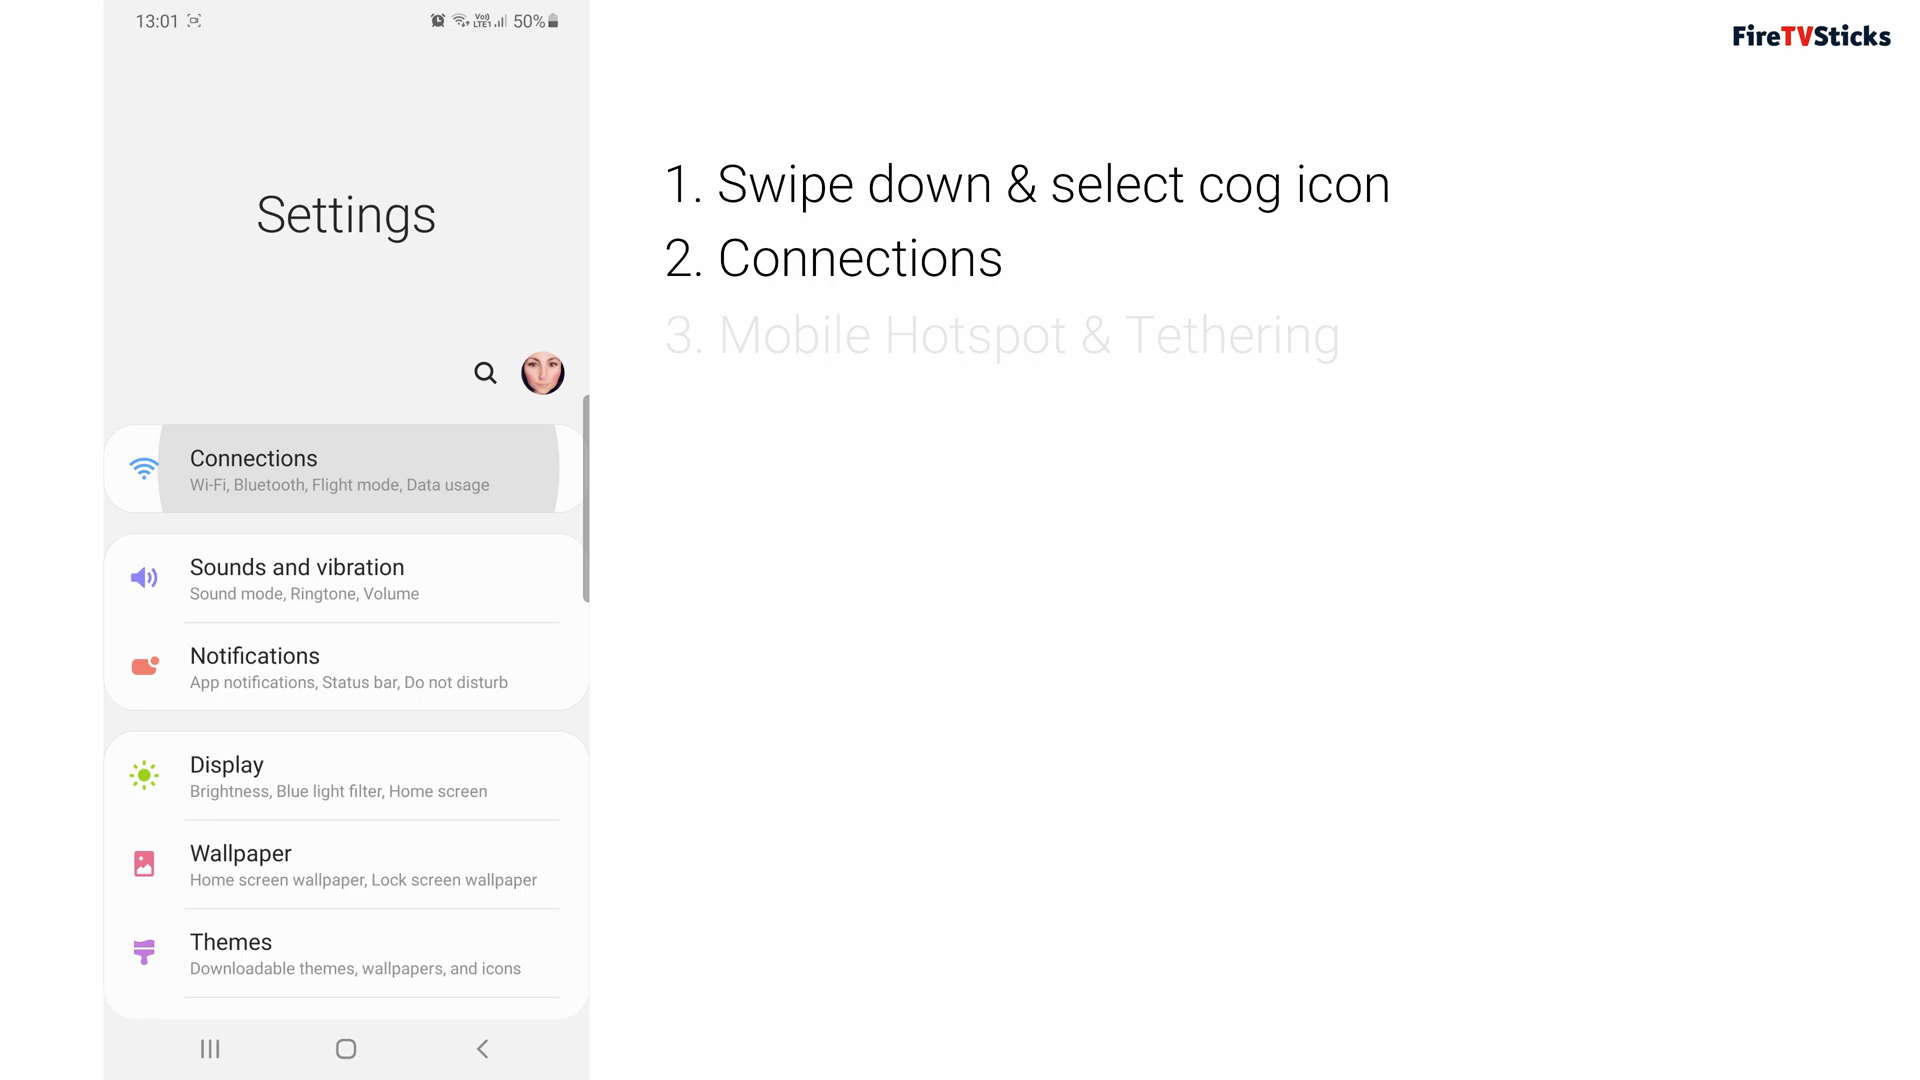 13:01
Vo)) LTE1 50%
FireTVSticks
Settings
1. Swipe down & select cog icon
2. Connections
3. Mobile Hotspot & Tethering
Connections
Wi-Fi, Bluetooth, Flight mode, Data usage
Sounds and vibration
Sound mode, Ringtone, Volume
Notifications
App notifications, Status bar, Do not disturb
Display
Brightness, Blue light filter, Home screen
Wallpaper
Home screen wallpaper, Lock screen wallpaper
Themes
Downloadable themes, wallpapers, and icons